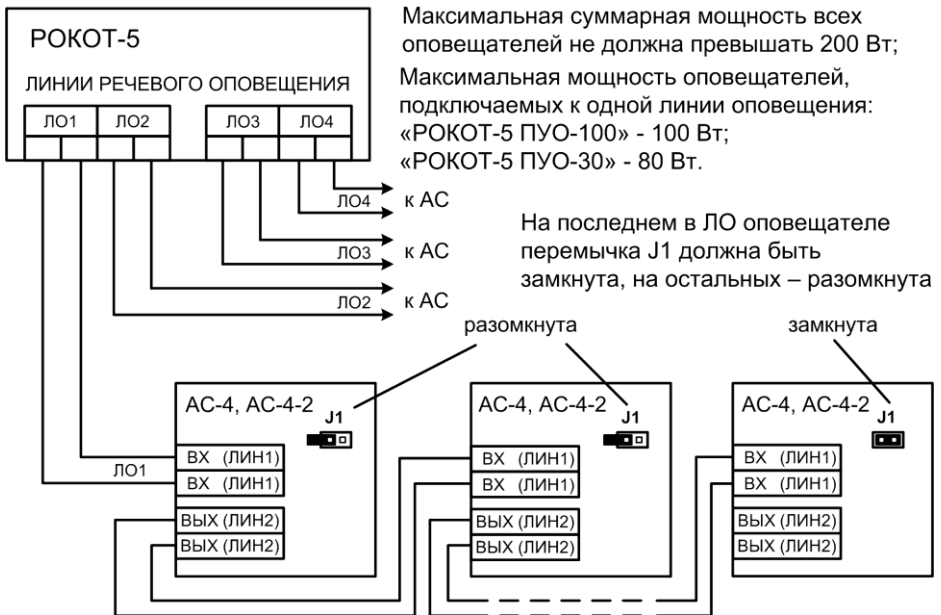 РОКОТ-5
ЛИНИИ РЕЧЕВОГО ОПОВЕЩЕНИЯ
ЛО1
ЛО2
ЛО3
ЛО4
Максимальная суммарная мощность всех
оповещателей не должна превышать 200 Вт;
Максимальная мощность оповещателей,
подключаемых к одной линии оповещения:
«РОКОТ-5 ПУО-100» - 100 Вт;
«РОКОТ-5 ПУО-30» - 80 Вт.
ЛО4
к АС
ЛО3
к АС
ЛО2
к АС
На последнем в ЛО оповещателе
перемычка J1 должна быть
замкнута, на остальных – разомкнута
разомкнута
замкнута
ЛО1
АС-4, АС-4-2
J1
ВХ (ЛИН1)
ВХ (ЛИН1)
ВЫХ (ЛИН2)
ВЫХ (ЛИН2)
АС-4, АС-4-2
J1
ВХ (ЛИН1)
ВХ (ЛИН1)
ВЫХ (ЛИН2)
ВЫХ (ЛИН2)
АС-4, АС-4-2
J1
ВХ (ЛИН1)
ВХ (ЛИН1)
ВЫХ (ЛИН2)
ВЫХ (ЛИН2)